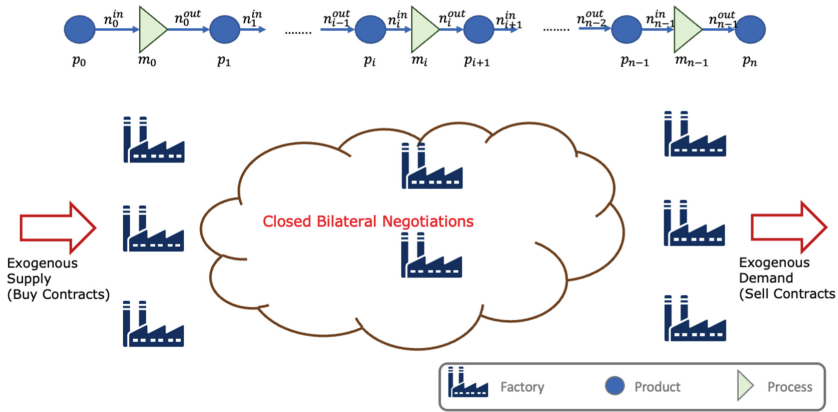 n_0^in n_0^out n_1^in ........ n_{i-1}^out n_i^in n_i^out n_{i+1}^in ........ n_{n-2}^out n_{n-1}^in n_{n-1}^out
p_0 m_0 p_1 p_i m_i p_{i+1} p_{n-1} m_{n-1} p_n
Closed Bilateral Negotiations
Exogenous
Supply
(Buy Contracts)
Exogenous
Demand
(Sell Contracts
Factory Product Process